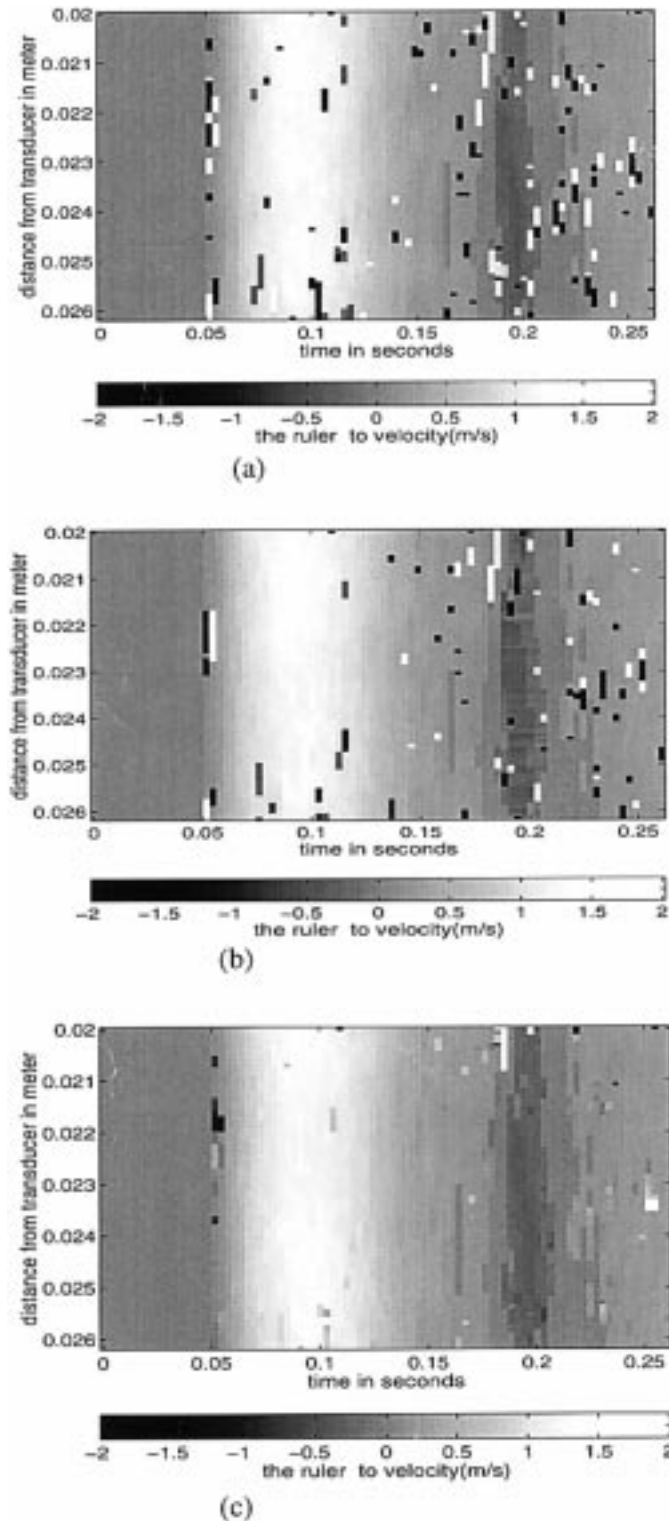 distance from transducer in meter
0.02
0.021
0.022
0.023
0.024
0.025
0.026
0 0.05 0.1 0.15 0.2 0.25
time in seconds
−2 −1.5 −1 −0.5 0 0.5 1 1.5 2
the ruler to velocity(m/s)
(a)
distance from transducer in meter
0.02
0.021
0.022
0.023
0.024
0.025
0.026
0 0.05 0.1 0.15 0.2 0.25
time in seconds
−2 −1.5 −1 −0.5 0 0.5 1 1.5 2
the ruler to velocity(m/s)
(b)
distance from transducer in meter
0.02
0.021
0.022
0.023
0.024
0.025
0.026
0 0.05 0.1 0.15 0.2 0.25
time in seconds
−2 −1.5 −1 −0.5 0 0.5 1 1.5 2
the ruler to velocity(m/s)
(c)